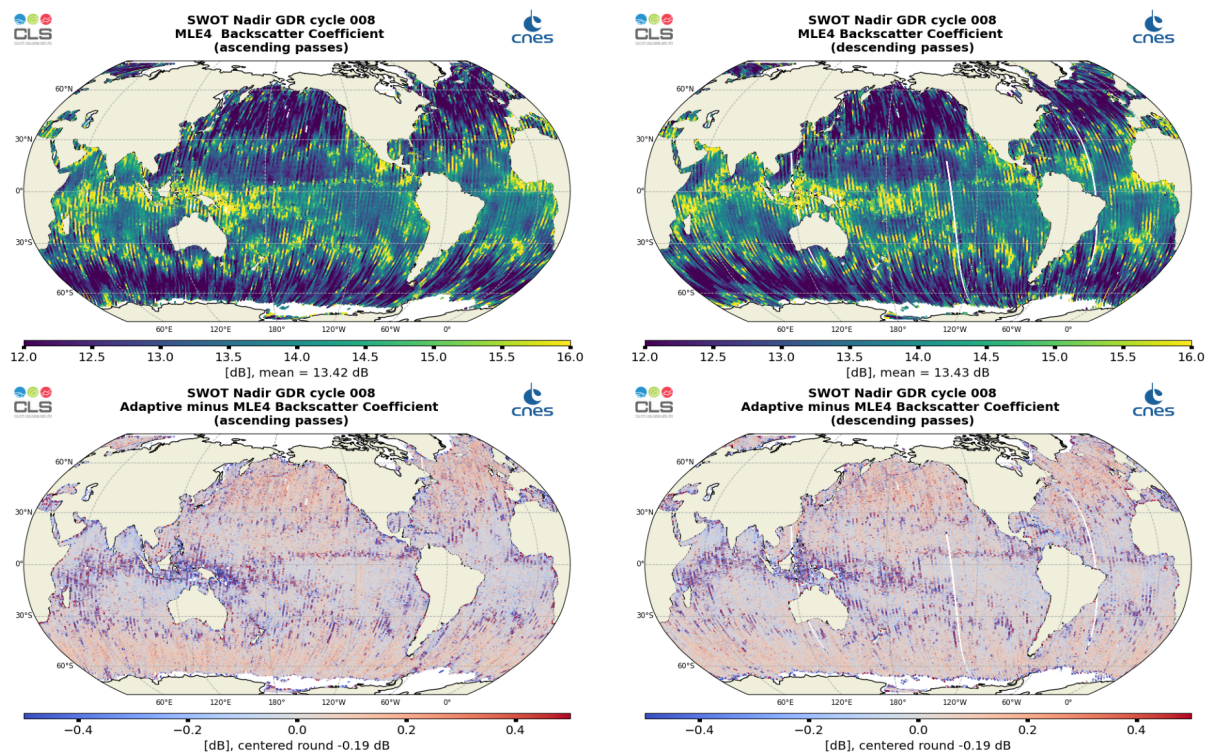 CLS
SWOT Nadir GDR cycle 008
MLE4 Backscatter Coefficient
(ascending passes)
cnes
60°N
30°N
0°
30°S
60°S
60°E 120°E 180° 120°W 60°W 0°
12.0 12.5 13.0 13.5 14.0 14.5 15.0 15.5 16.0
[dB], mean = 13.42 dB
CLS
SWOT Nadir GDR cycle 008
MLE4 Backscatter Coefficient
(descending passes)
cnes
60°N
30°N
0°
30°S
60°S
60°E 120°E 180° 120°W 60°W 0°
12.0 12.5 13.0 13.5 14.0 14.5 15.0 15.5 16.0
[dB], mean = 13.43 dB
CLS
SWOT Nadir GDR cycle 008
Adaptive minus MLE4 Backscatter Coefficient
(ascending passes)
cnes
60°N
30°N
0°
30°S
60°S
60°E 120°E 180° 120°W 60°W 0°
−0.4 −0.2 0.0 0.2 0.4
[dB], centered round -0.19 dB
CLS
SWOT Nadir GDR cycle 008
Adaptive minus MLE4 Backscatter Coefficient
(descending passes)
cnes
60°N
30°N
0°
30°S
60°S
60°E 120°E 180° 120°W 60°W 0°
−0.4 −0.2 0.0 0.2 0.4
[dB], centered round -0.19 dB